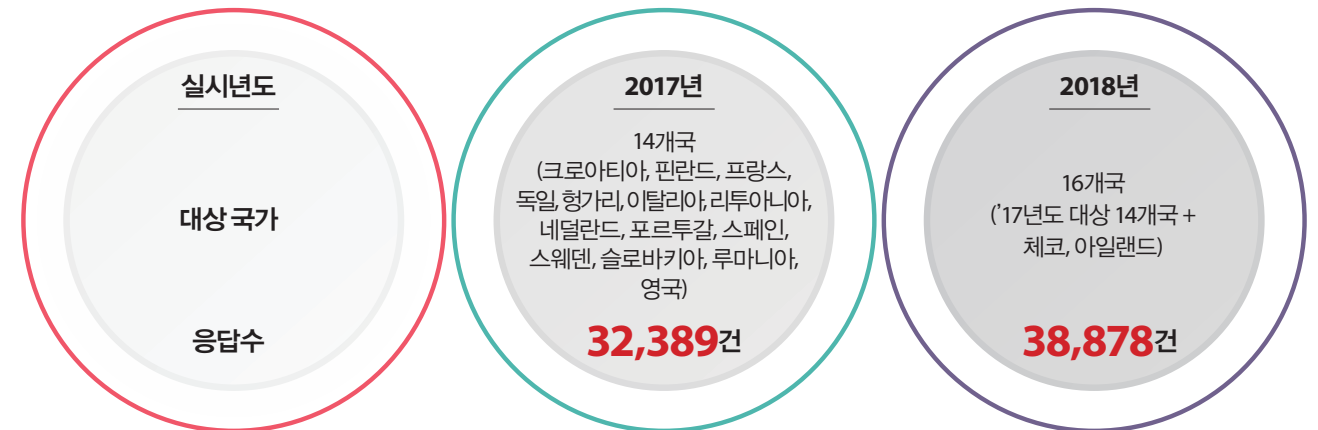 실시년도
대상 국가
응답수
2017년
14개국
(크로아티아, 핀란드, 프랑스,
독일, 헝가리, 이탈리아, 리투아니아,
네덜란드, 포르투갈, 스페인,
스웨덴, 슬로바키아, 루마니아,
영국)
32,389건
2018년
16개국
(’17년도 대상 14개국 +
체코, 아일랜드)
38,878건